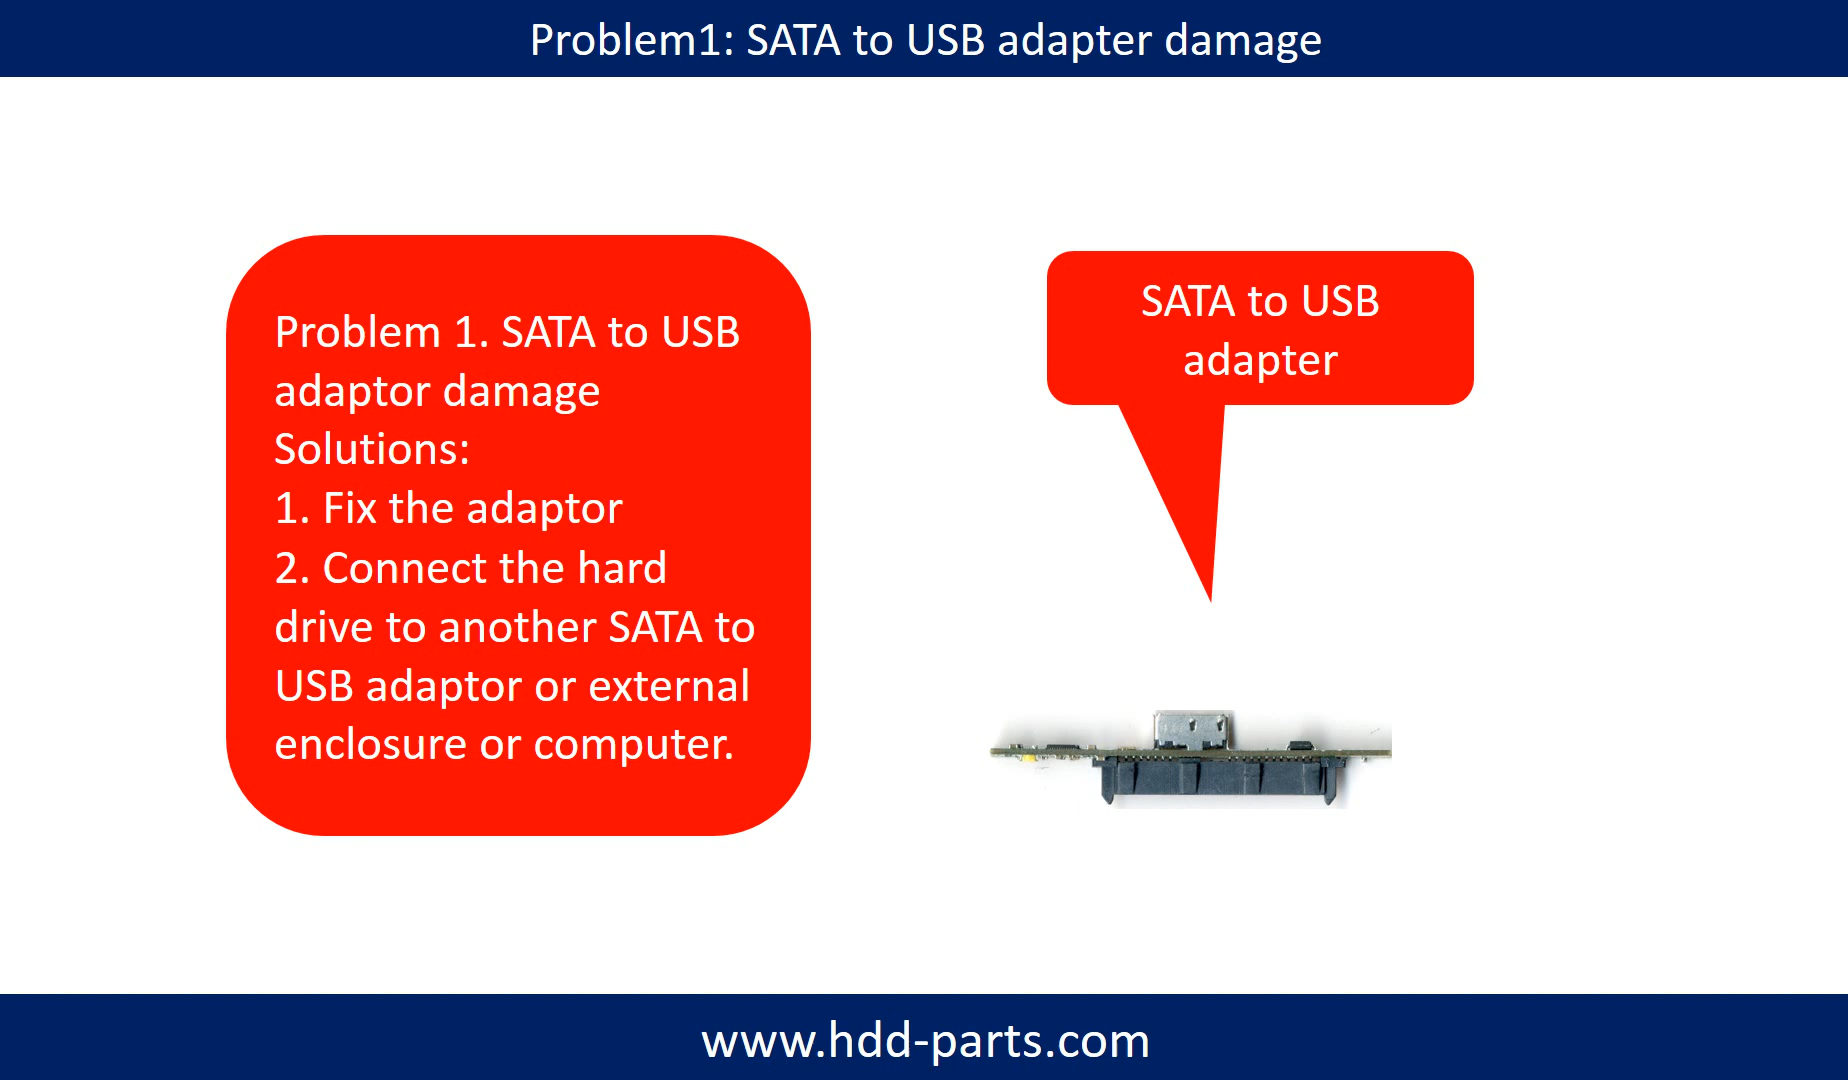 Problem1: SATA to USB adapter damage
Problem 1. SATA to USB
adaptor damage
Solutions:
1. Fix the adaptor
2. Connect the hard
drive to another SATA to
USB adaptor or external
enclosure or computer.
SATA to USB
adapter
www.hdd-parts.com